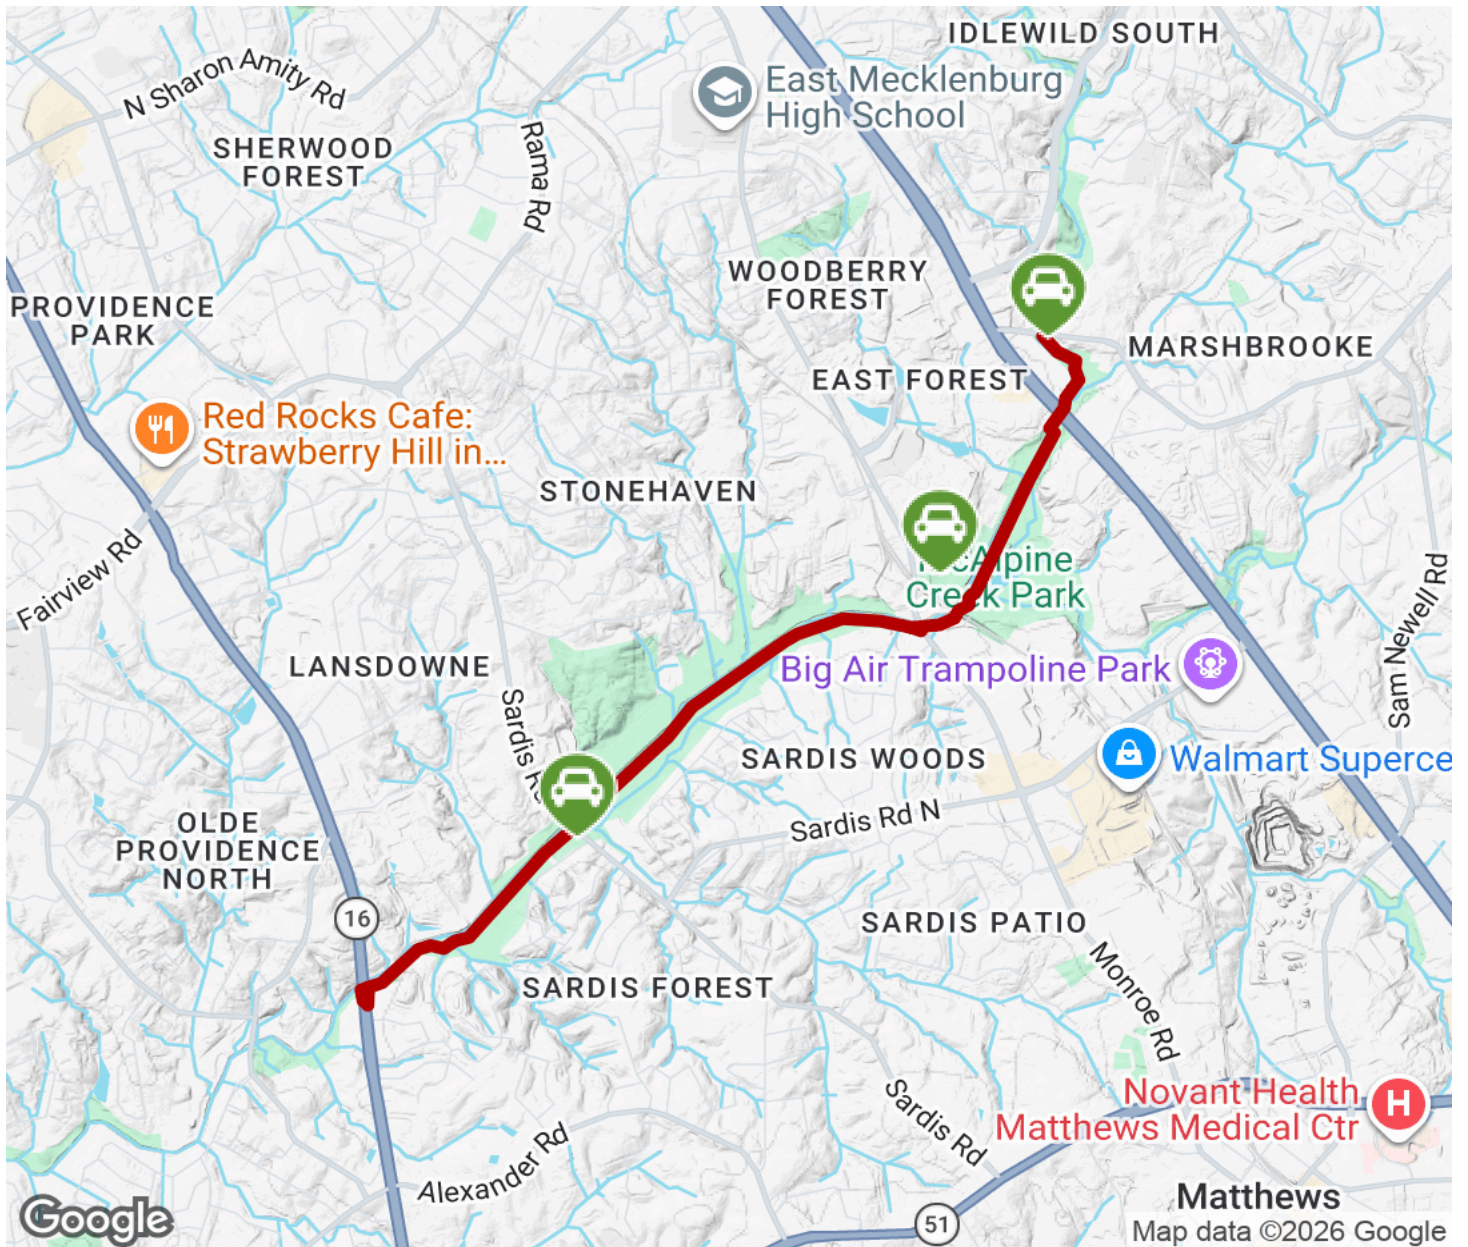 IDLEWILD SOUTH
N Sharon Amity Rd
East Mecklenburg
High School
SHERWOOD
FOREST
Rama Rd
WOODBERRY
FOREST
PROVIDENCE
PARK
MARSHBROOKE
EAST FOREST
Red Rocks Cafe:
Strawberry Hill in...
STONEHAVEN
Fairview Rd
Creek Park
Sam Newell Rd
LANSDOWNE
Big Air Trampoline Park
Sardis
SARDIS WOODS
Walmart Superce
Sardis Rd N
OLDE
PROVIDENCE
NORTH
16
SARDIS PATIO
SARDIS FOREST
Monroe Rd
Novant Health
Matthews Medical Ctr
Sardis Rd
Alexander Rd
Matthews
51
Google
Map data ©2026 Google